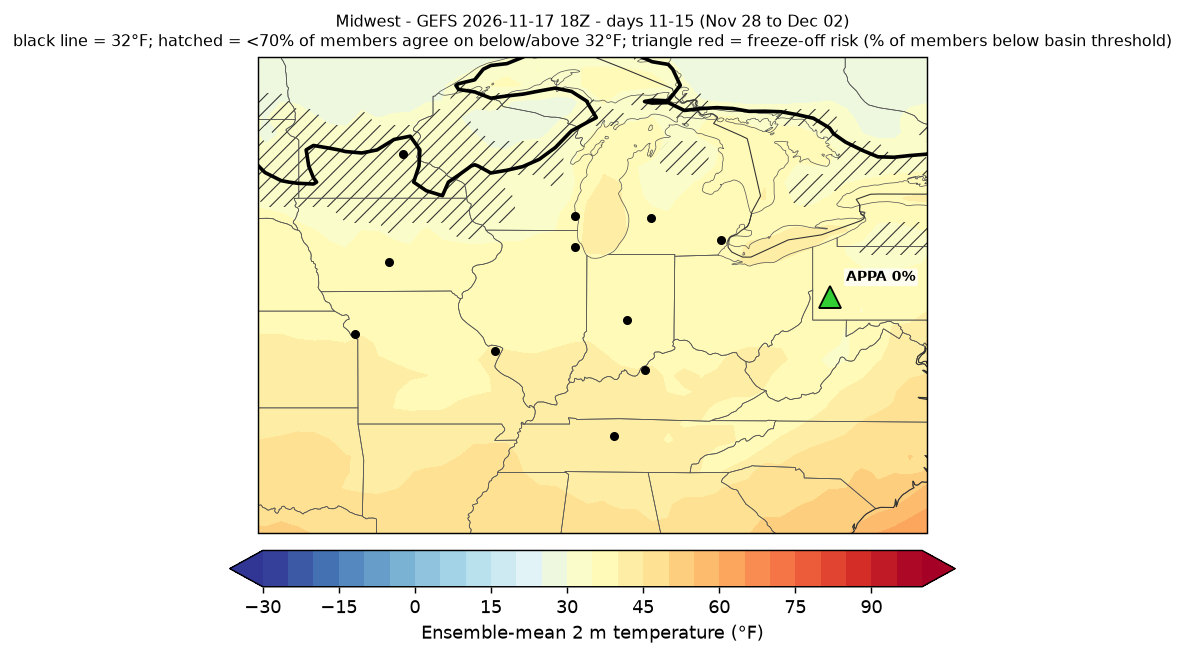 Midwest - GEFS 2026-11-17 18Z - days 11-15 (Nov 28 to Dec 02)
black line = 32°F; hatched = <70% of members agree on below/above 32°F; triangle red = freeze-off risk (% of members below basin threshold)
APPA 0%
−30 −15 0 15 30 45 60 75 90
Ensemble-mean 2 m temperature (°F)